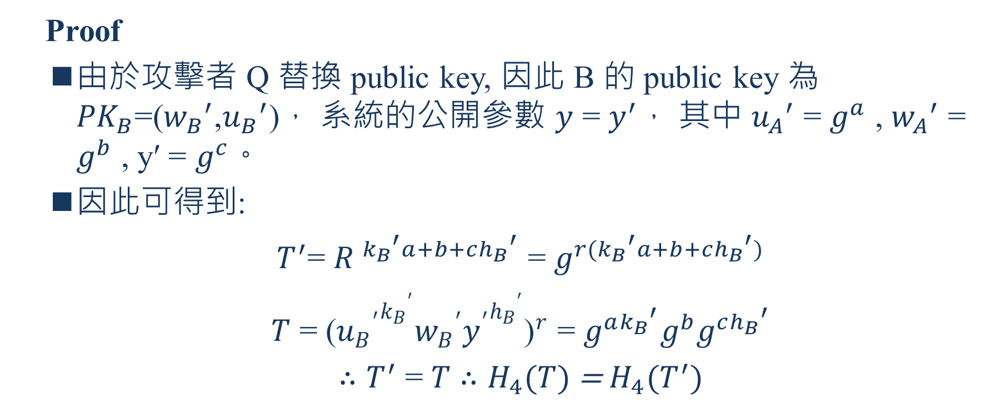 Proof
■由於攻擊者 Q 替換 public key, 因此 B 的 public key 為
𝑃𝐾_𝐵=(𝑤_𝐵′,𝑢_𝐵′)， 系統的公開參數 𝑦 = 𝑦′， 其中 𝑢_𝐴′ = 𝑔^𝑎 , 𝑤_𝐴′ =
𝑔^𝑏 , y′ = 𝑔^𝑐 。
■因此可得到:
𝑇′= 𝑅^(𝑘_𝐵′𝑎+𝑏+𝑐ℎ_𝐵′) = 𝑔^(𝑟(𝑘_𝐵′𝑎+𝑏+𝑐ℎ_𝐵′))
𝑇 = (𝑢_𝐵′^(𝑘_𝐵′) 𝑤_𝐵′𝑦′^(ℎ_𝐵′))^𝑟 = 𝑔^(𝑎𝑘_𝐵′) 𝑔^𝑏 𝑔^(𝑐ℎ_𝐵′)
∴ 𝑇′ = 𝑇 ∴ 𝐻_4(𝑇) = 𝐻_4(𝑇′)